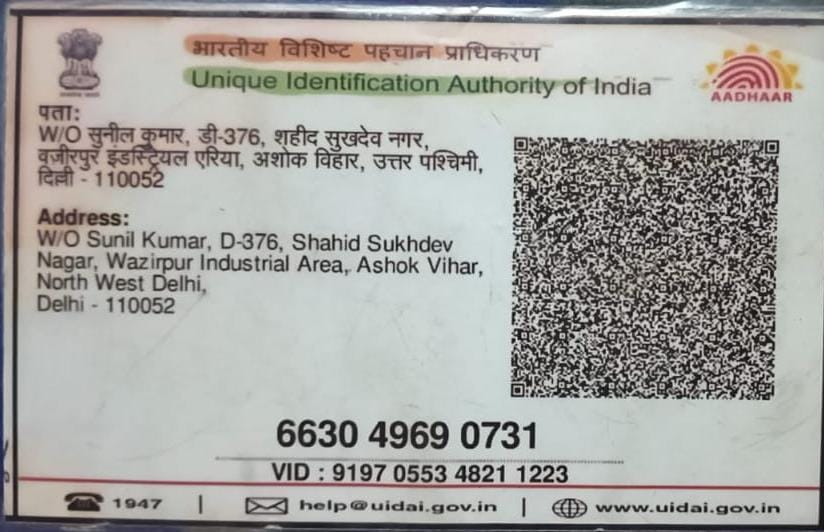 भारतीय विशिष्ट पहचान प्राधिकरण
Unique Identification Authority of India
AADHAAR
पता:
W/O सुनील कुमार, डी-376, शहीद सुखदेव नगर,
वज़ीरपुर इंडस्ट्रियल एरिया, अशोक विहार, उत्तर पश्चिमी,
दिल्ली - 110052
Address:
W/O Sunil Kumar, D-376, Shahid Sukhdev
Nagar, Wazirpur Industrial Area, Ashok Vihar,
North West Delhi,
Delhi - 110052
6630 4969 0731
VID : 9197 0553 4821 1223
1947 | help@uidai.gov.in | www.uidai.gov.in